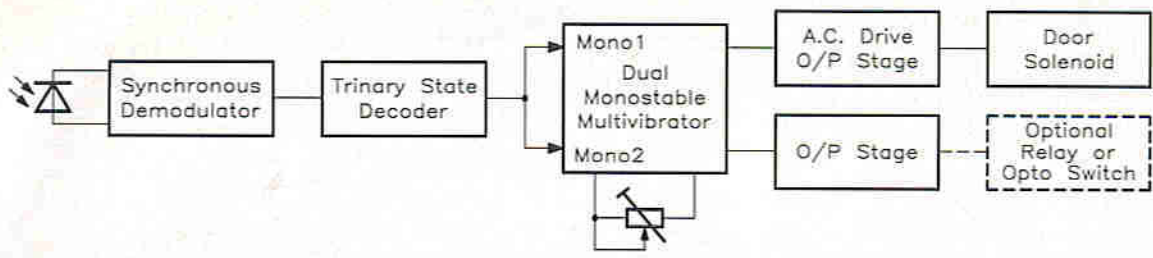 Synchronous
Demodulator
Trinary State
Decoder
Mono1
Dual
Monostable
Multivibrator
Mono2
A.C. Drive
O/P Stage
Door
Solenoid
O/P Stage
Optional
Relay or
Opto Switch